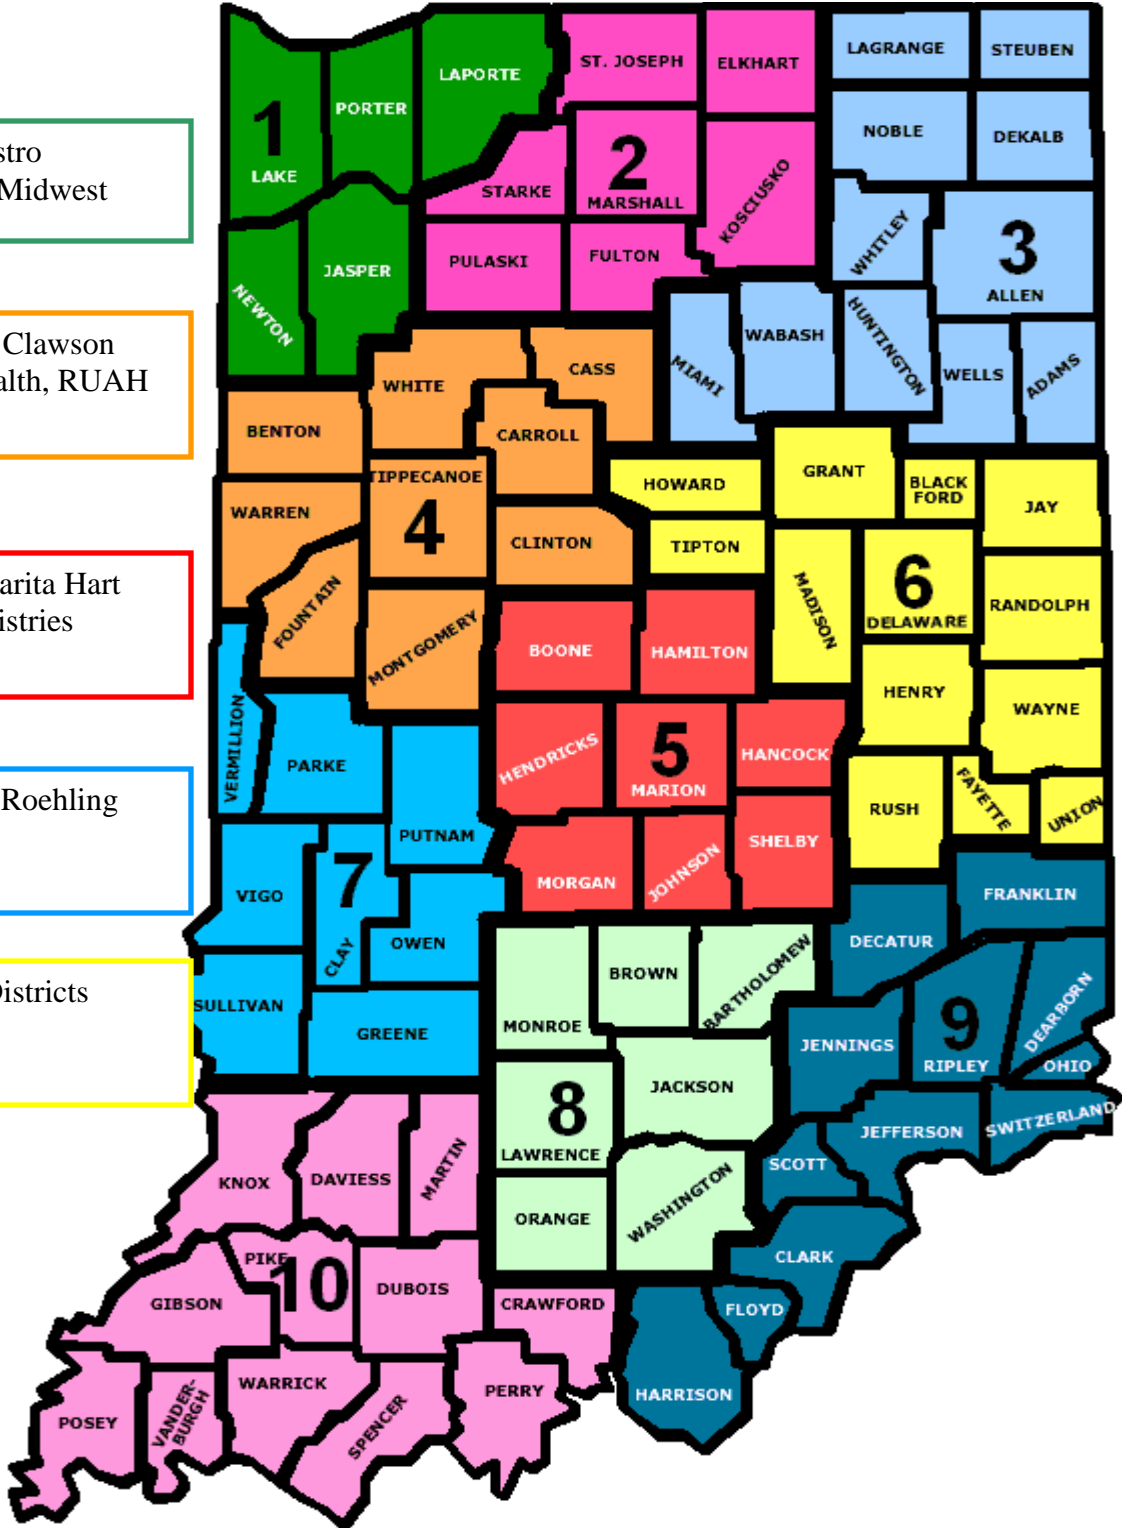 stro
Midwest
Clawson
alth, RUAH
arita Hart
istries
Roehling
Districts
LAGRANGE
STEUBEN
ST. JOSEPH
ELKHART
LAPORTE
PORTER
1
LAKE
NOBLE
DEKALB
2
STARKE
MARSHALL
KOSCIUSKO
WHITLEY
3
ALLEN
JASPER
PULASKI
FULTON
NEWTON
HUNTINGTON
WABASH
MIAMI
WELLS
ADAMS
WHITE
CASS
BENTON
CARROLL
TIPPECANOE
4
WARREN
HOWARD
GRANT
BLACK
FORD
JAY
CLINTON
TIPTON
MADISON
6
DELAWARE
RANDOLPH
FOUNTAIN
MONTGOMERY
BOONE
HAMILTON
HENRY
WAYNE
VERMILLION
PARKE
HENDRICKS
5
MARION
HANCOCK
RUSH
FAYETTE
UNION
PUTNAM
SHELBY
7
VIGO
MORGAN
JOHNSON
FRANKLIN
CLAY
OWEN
DECATUR
BROWN
BARTHOLOMEW
SULLIVAN
GREENE
MONROE
JENNINGS
9
RIPLEY
DEARBORN
OHIO
JACKSON
8
LAWRENCE
JEFFERSON
SWITZERLAND
KNOX
DAVIESS
MARTIN
SCOTT
ORANGE
WASHINGTON
PIKE
10
DUBOIS
CLARK
GIBSON
CRAWFORD
FLOYD
WARRICK
PERRY
HARRISON
POSEY
VANDER-
BURGH
SPENCER